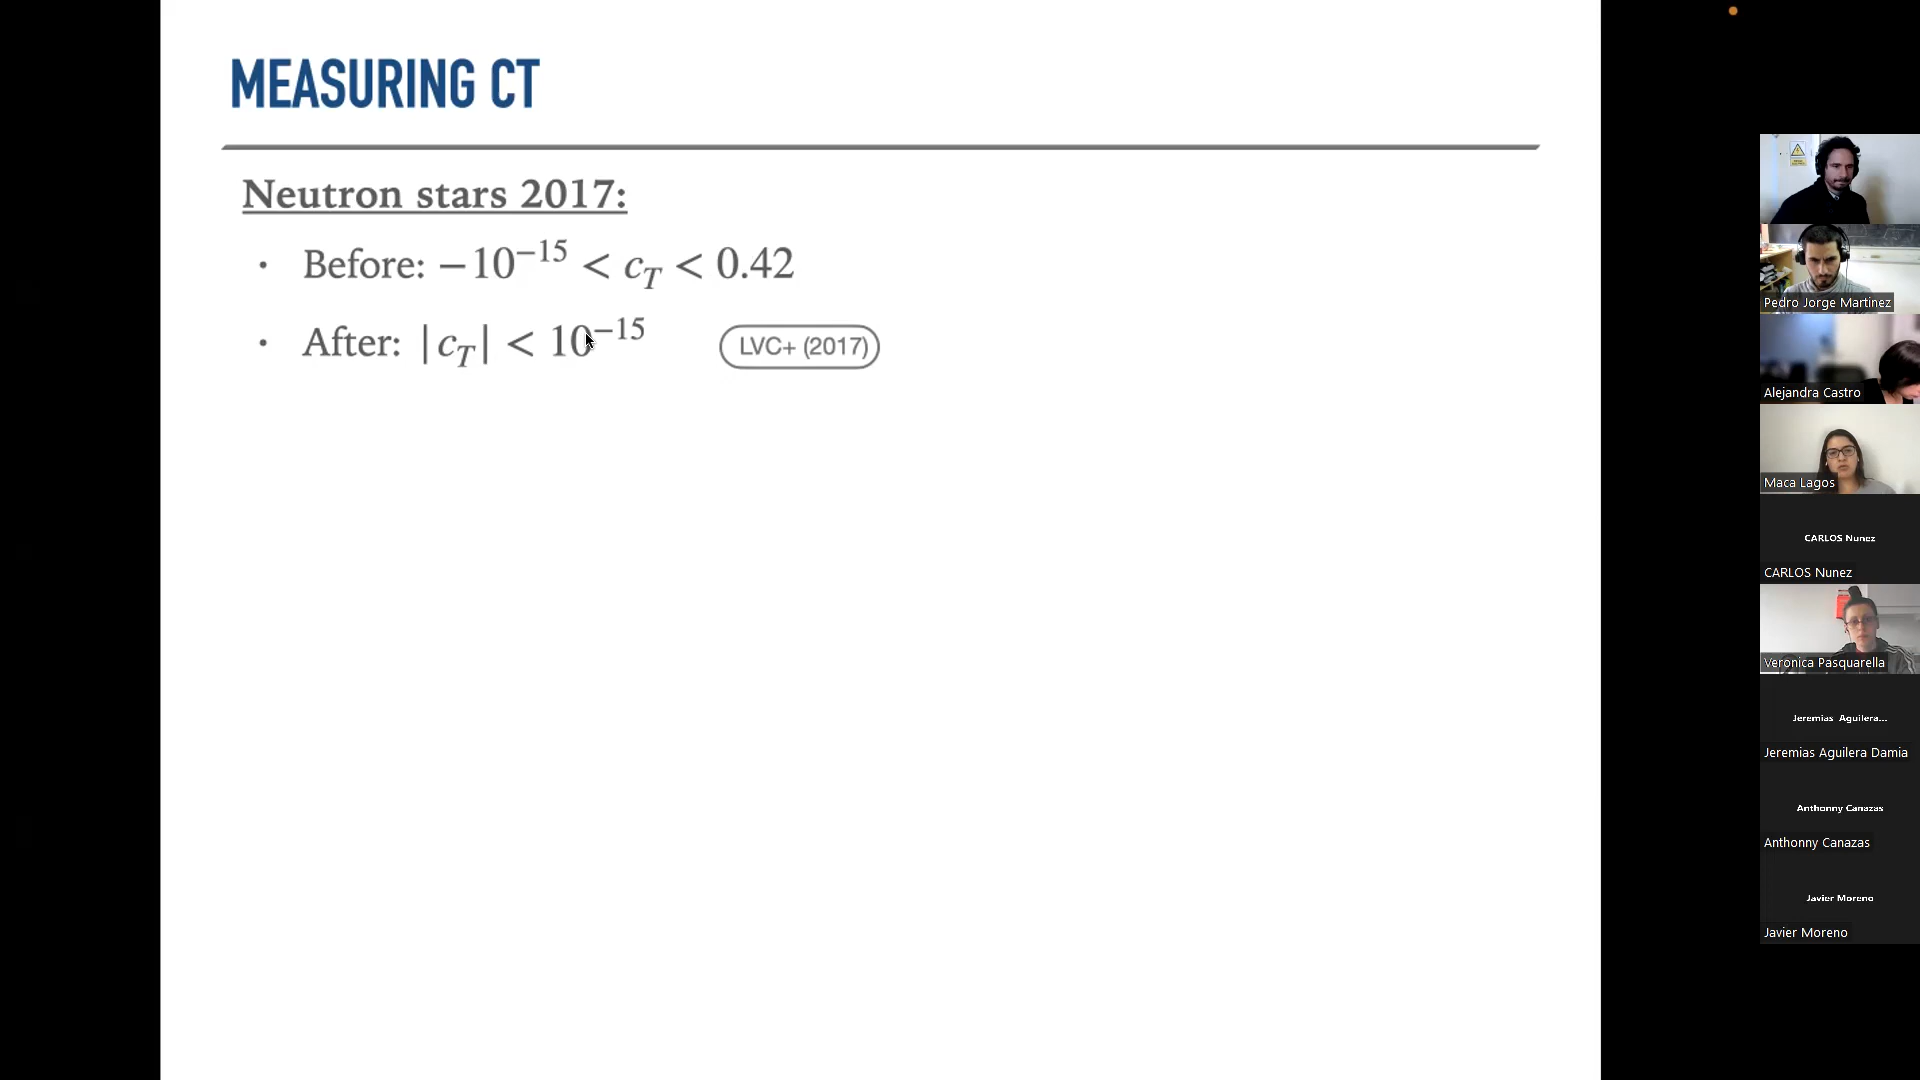 MEASURING CT
Neutron stars 2017:
• Before: −10⁻¹⁵ < c_T < 0.42
• After: |c_T| < 10⁻¹⁵
LVC+ (2017)
Pedro Jorge Martinez
Alejandra Castro
Maca Lagos
CARLOS Nunez
CARLOS Nunez
Veronica Pasquarella
Jeremias Aguilera...
Jeremias Aguilera Damia
Anthonny Canazas
Anthonny Canazas
Javier Moreno
Javier Moreno